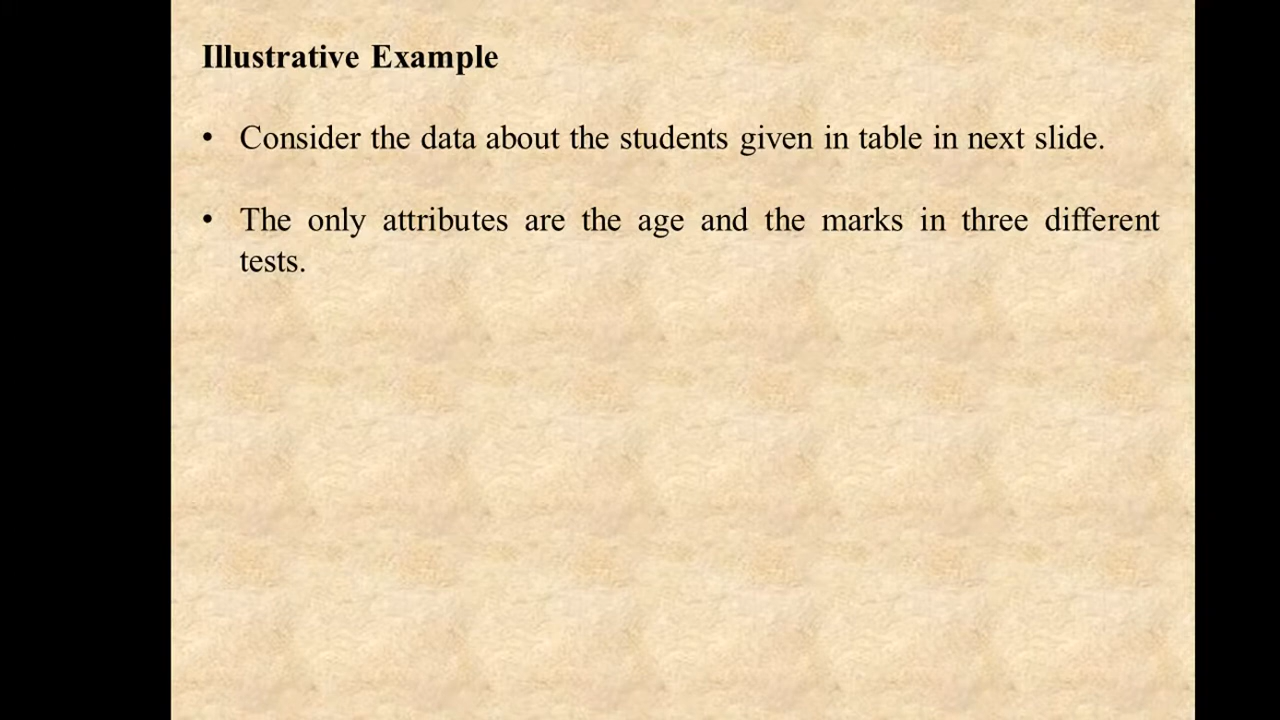 Illustrative Example
• Consider the data about the students given in table in next slide.
• The only attributes are the age and the marks in three different
tests.